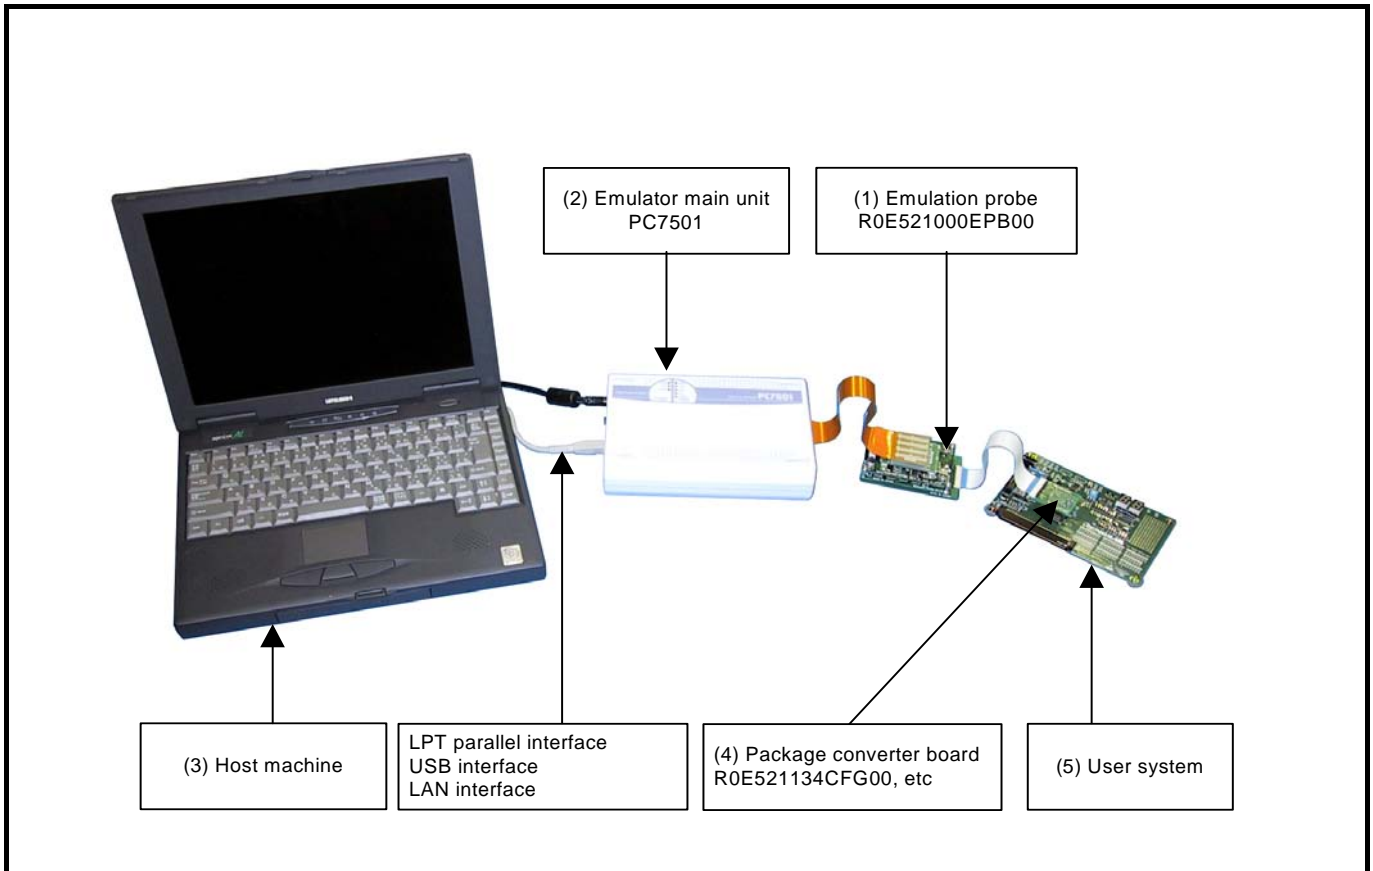 (2) Emulator main unit
PC7501
(1) Emulation probe
R0E521000EPB00
PC7501
(3) Host machine
LPT parallel interface
USB interface
LAN interface
(4) Package converter board
R0E521134CFG00, etc
(5) User system